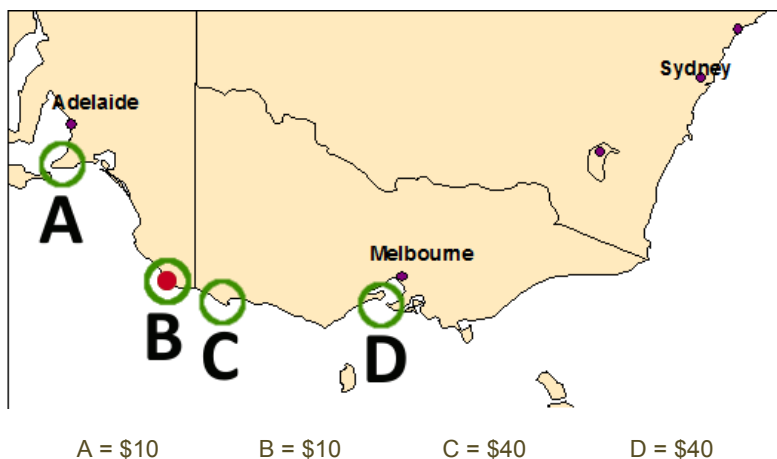 Sydney
Adelaide
A
Melbourne
B
C
D
A = $10 B = $10 C = $40 D = $40